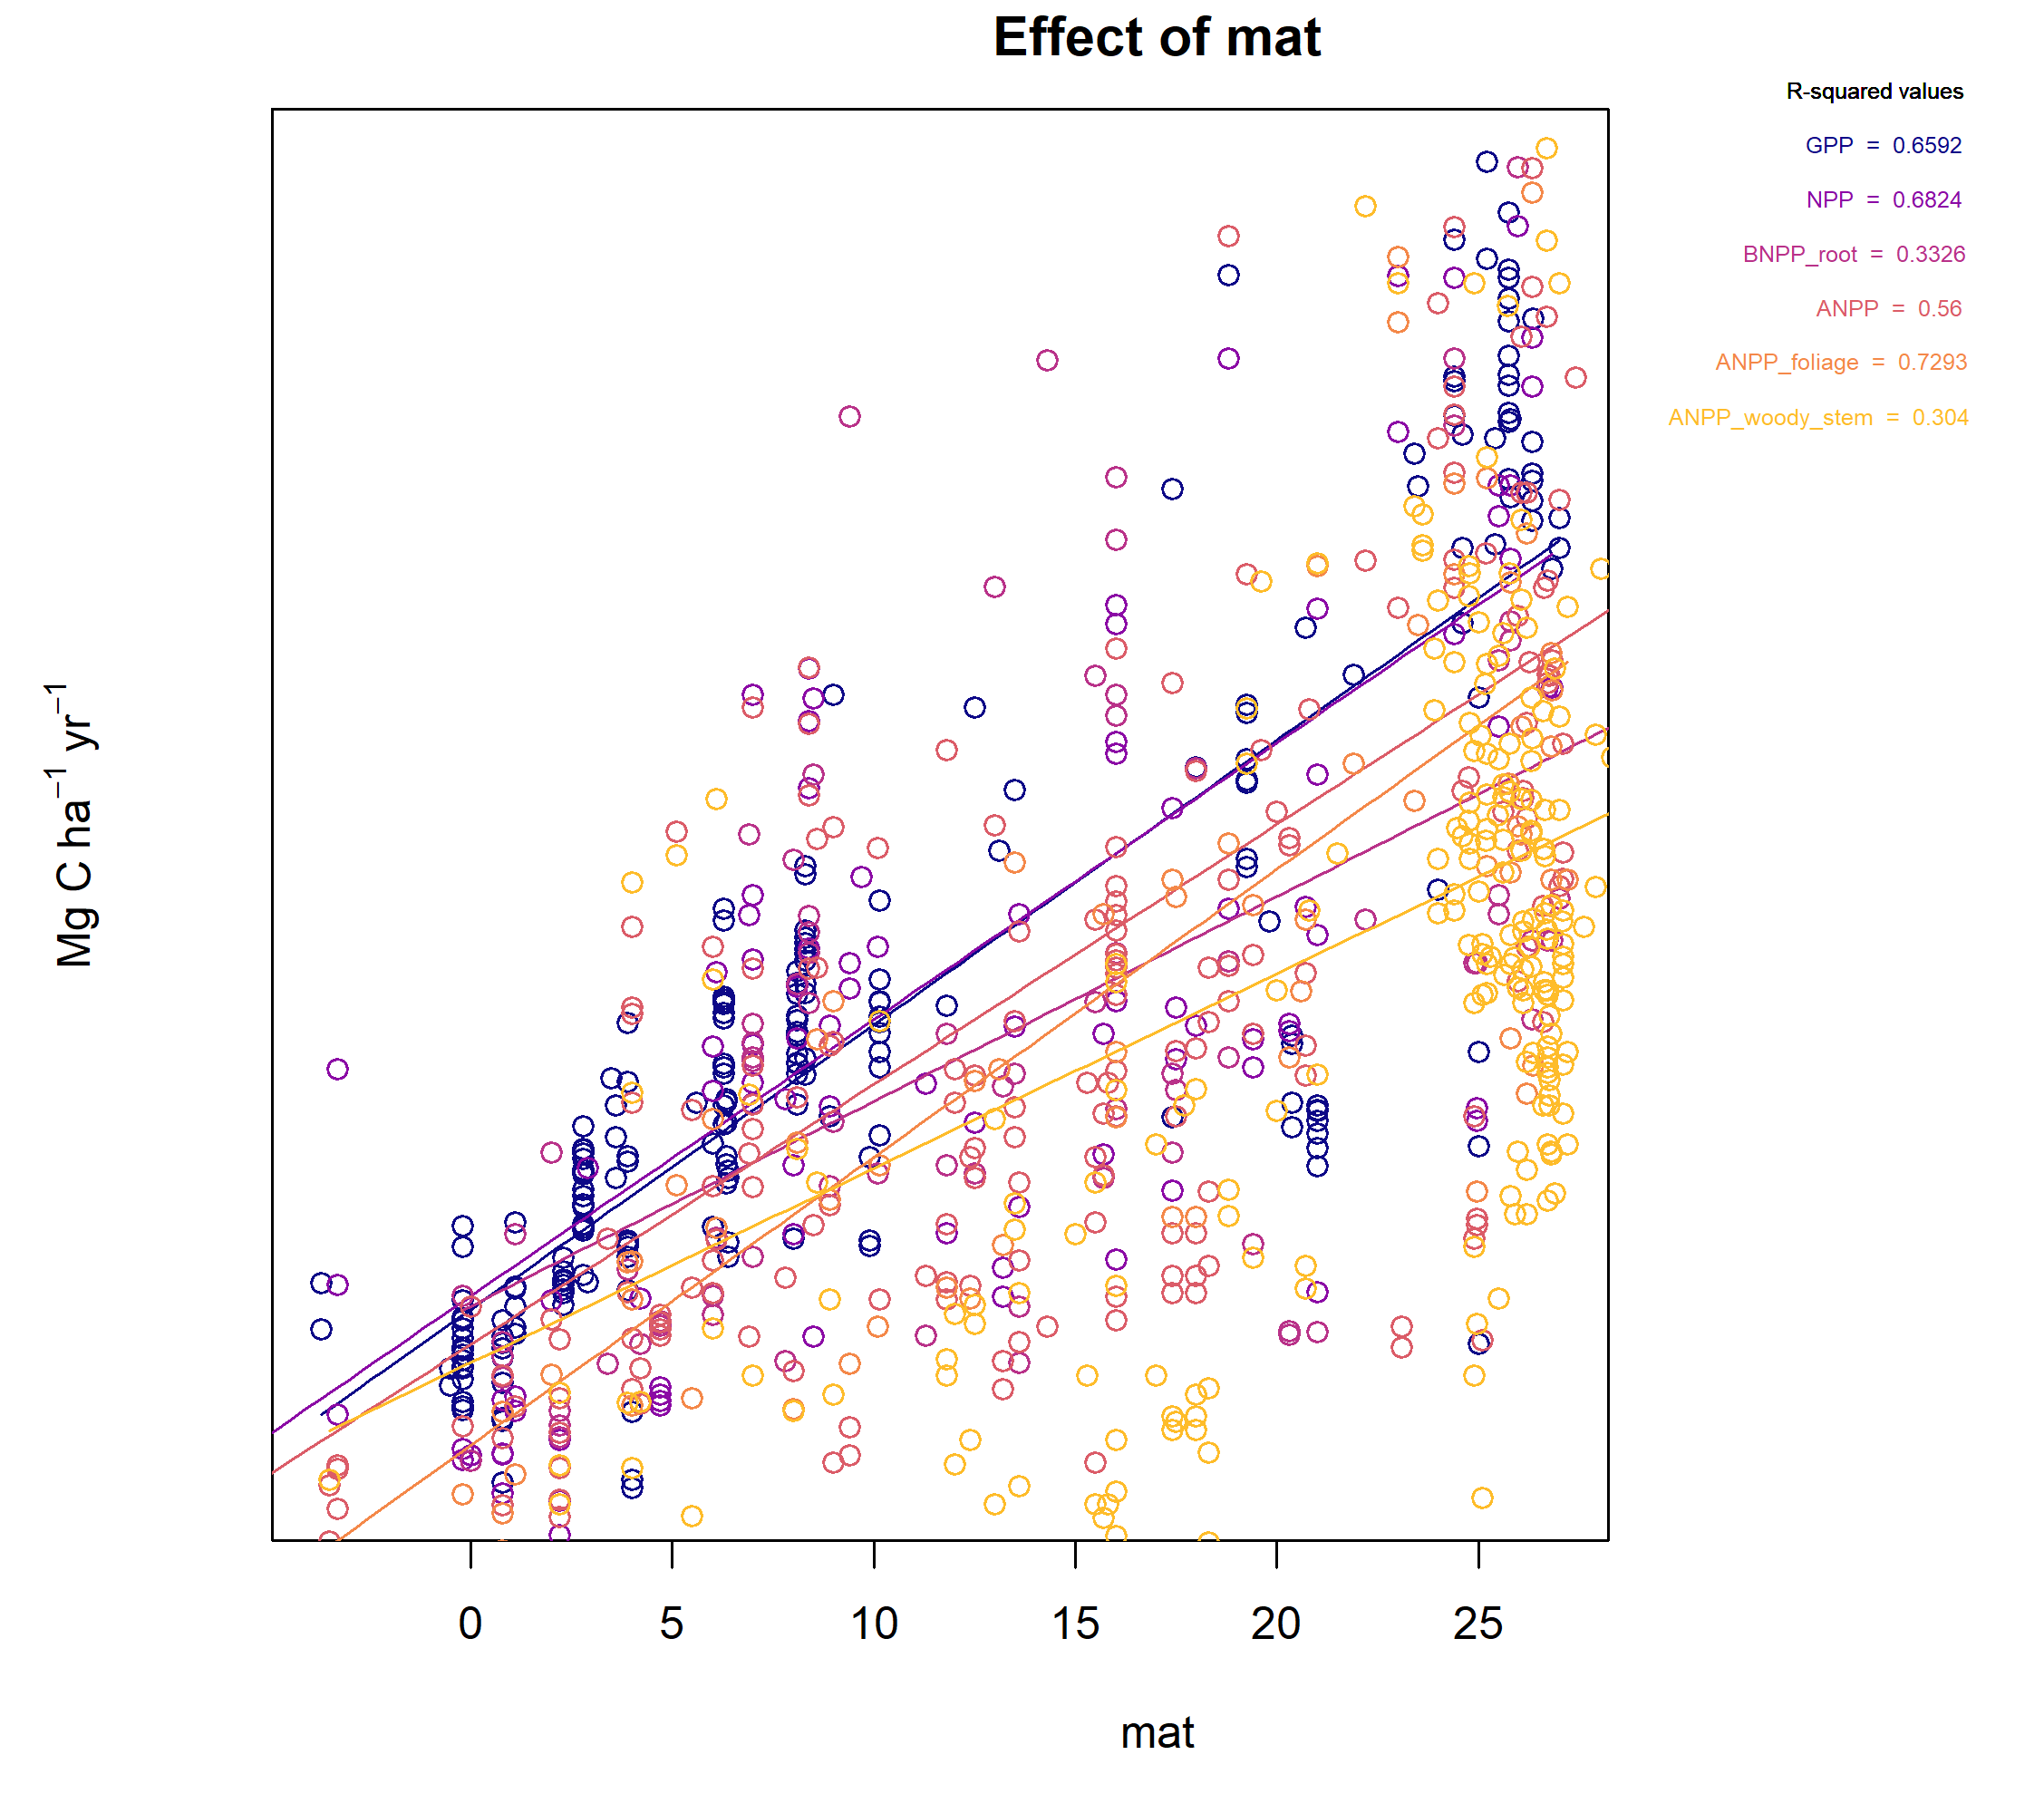 Effect of mat
R-squared values
GPP = 0.6592
NPP = 0.6824
BNPP_root = 0.3326
ANPP = 0.56
ANPP_foliage = 0.7293
ANPP_woody_stem = 0.304
Mg C ha⁻¹ yr⁻¹
0 5 10 15 20 25
mat